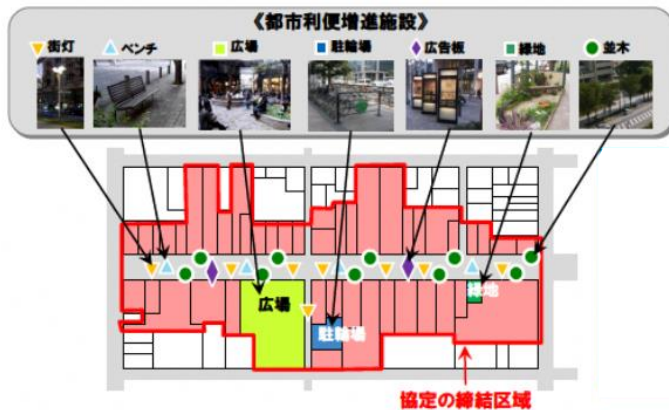 《都市利便増進施設》
街灯
ベンチ
広場
駐輪場
広告板
緑地
並木
緑地
広場
駐輪場
協定の締結区域